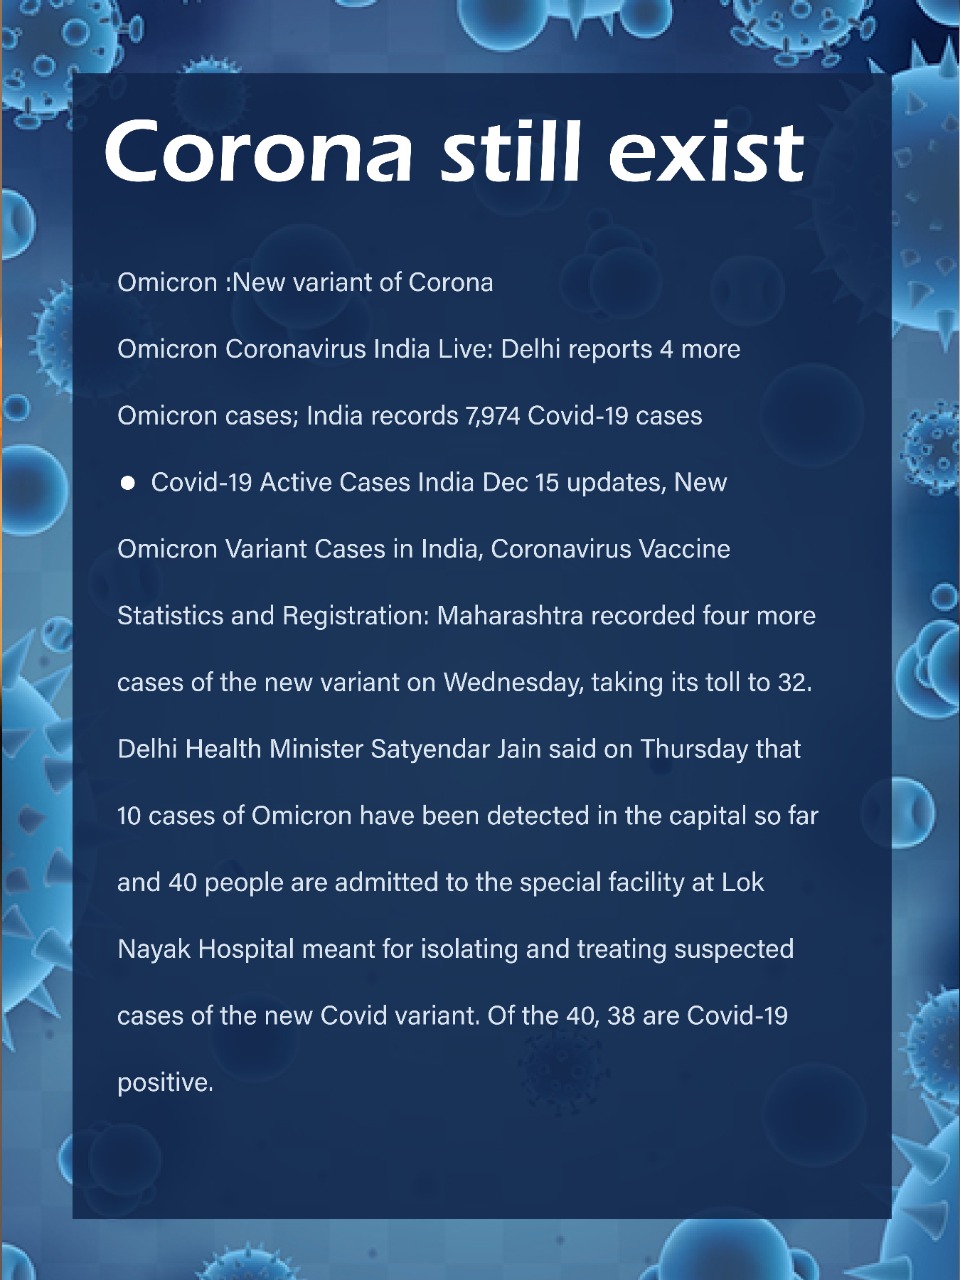 Corona still exist
Omicron :New variant of Corona
Omicron Coronavirus India Live: Delhi reports 4 more
Omicron cases; India records 7,974 Covid-19 cases
● Covid-19 Active Cases India Dec 15 updates, New
Omicron Variant Cases in India, Coronavirus Vaccine
Statistics and Registration: Maharashtra recorded four more
cases of the new variant on Wednesday, taking its toll to 32.
Delhi Health Minister Satyendar Jain said on Thursday that
10 cases of Omicron have been detected in the capital so far
and 40 people are admitted to the special facility at Lok
Nayak Hospital meant for isolating and treating suspected
cases of the new Covid variant. Of the 40, 38 are Covid-19
positive.